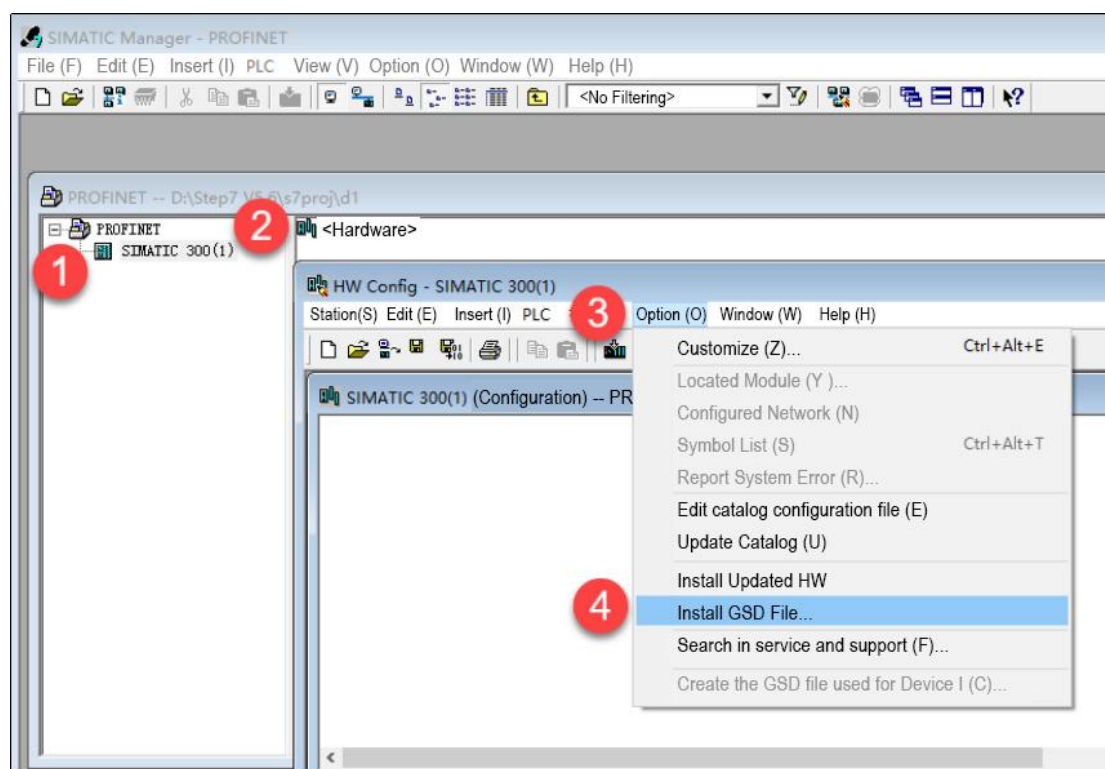 SIMATIC Manager - PROFINET
File (F) Edit (E) Insert (I) PLC View (V) Option (O) Window (W) Help (H)
<No Filtering>
PROFINET -- D:\Step7 V5.6\s7proj\d1
PROFINET
2
<Hardware>
SIMATIC 300(1)
1
HW Config - SIMATIC 300(1)
Station(S) Edit (E) Insert (I) PLC
3
Option (O) Window (W) Help (H)
Customize (Z)... Ctrl+Alt+E
SIMATIC 300(1) (Configuration) -- PR
Located Module (Y )...
Configured Network (N)
Symbol List (S) Ctrl+Alt+T
Report System Error (R)...
Edit catalog configuration file (E)
Update Catalog (U)
Install Updated HW
4
Install GSD File...
Search in service and support (F)...
Create the GSD file used for Device I (C)...